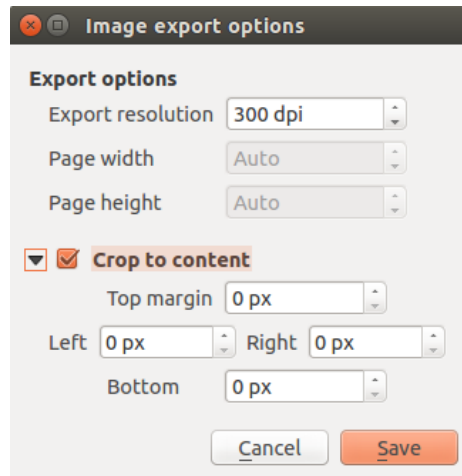 Image export options
Export options
Export resolution 300 dpi
Page width Auto
Page height Auto
Crop to content
Top margin 0 px
Left 0 px Right 0 px
Bottom 0 px
Cancel Save